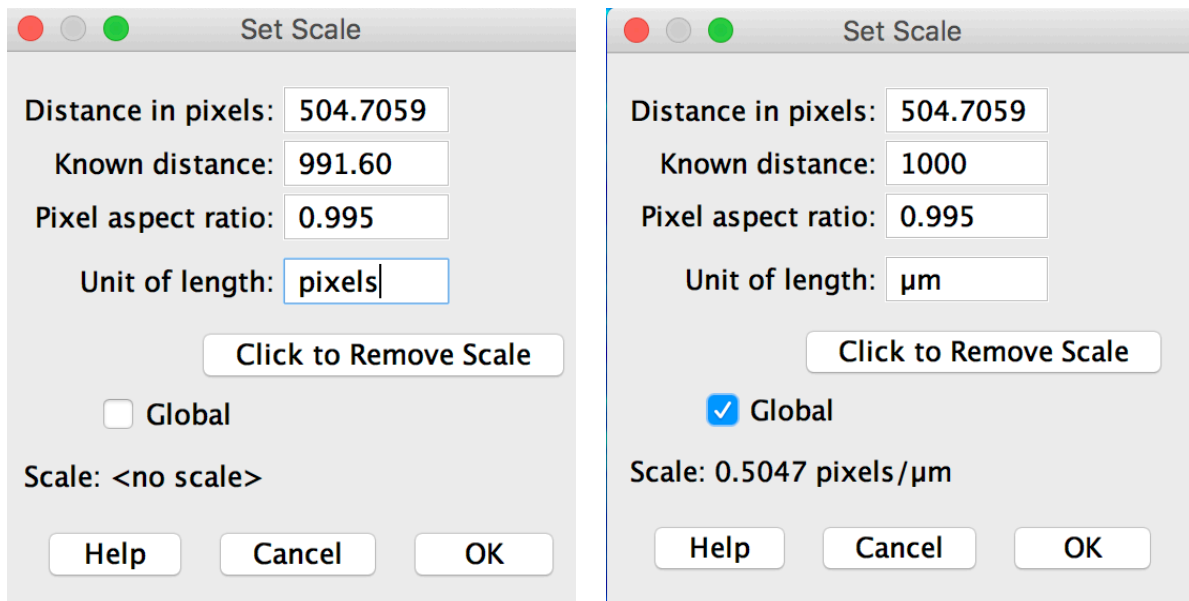 Set Scale
Distance in pixels: 504.7059
Known distance: 991.60
Pixel aspect ratio: 0.995
Unit of length: pixels
Click to Remove Scale
Global
Scale: <no scale>
Help Cancel OK
Set Scale
Distance in pixels: 504.7059
Known distance: 1000
Pixel aspect ratio: 0.995
Unit of length: µm
Click to Remove Scale
Global
Scale: 0.5047 pixels/µm
Help Cancel OK